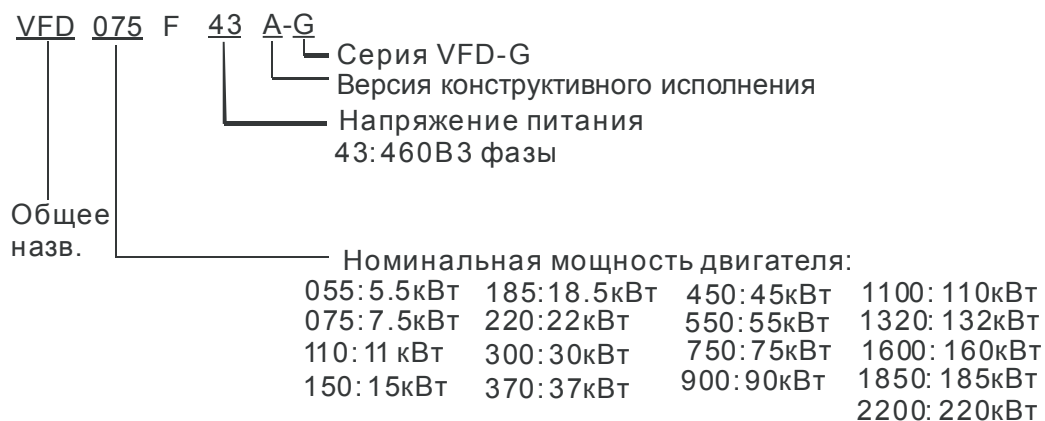 VFD 075 F 43 A-G
Серия VFD-G
Версия конструктивного исполнения
Напряжение питания
43:460В3 фазы
Общее
назв.
Номинальная мощность двигателя:
055:5.5кВт 185:18.5кВт 450:45кВт 1100:110кВт
075:7.5кВт 220:22кВт 550:55кВт 1320:132кВт
110:11 кВт 300:30кВт 750:75кВт 1600:160кВт
150:15кВт 370:37кВт 900:90кВт 1850:185кВт
2200:220кВт